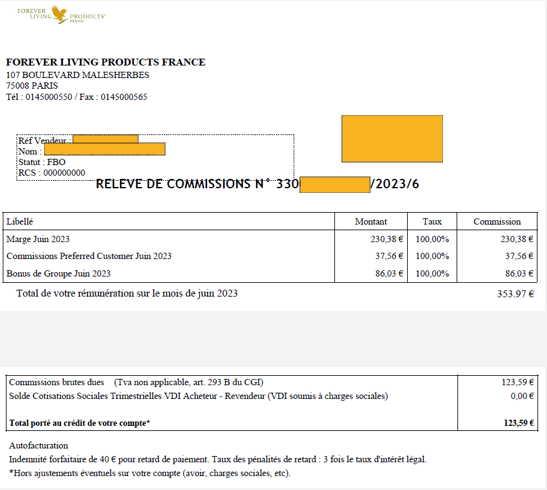 FOREVER
LIVING PRODUCTS
FRANCE
FOREVER LIVING PRODUCTS FRANCE
107 BOULEVARD MALESHERBES
75008 PARIS
Tél : 0145000550 / Fax : 0145000565
Réf Vendeur :
Nom :
Statut : FBO
RCS : 000000000
RELEVE DE COMMISSIONS N° 330 /2023/6
Libellé Montant Taux Commission
Marge Juin 2023 230,38 € 100,00% 230,38 €
Commissions Preferred Customer Juin 2023 37,56 € 100,00% 37,56 €
Bonus de Groupe Juin 2023 86,03 € 100,00% 86,03 €
Total de votre rémunération sur le mois de juin 2023 353.97 €
Commissions brutes dues (Tva non applicable, art. 293 B du CGI) 123,59 €
Solde Cotisations Sociales Trimestrielles VDI Acheteur - Revendeur (VDI soumis à charges sociales) 0,00 €
Total porté au crédit de votre compte* 123,59 €
Autofacturation
Indemnité forfaitaire de 40 € pour retard de paiement. Taux des pénalités de retard : 3 fois le taux d'intérêt légal.
*Hors ajustements éventuels sur votre compte (avoir, charges sociales, etc).